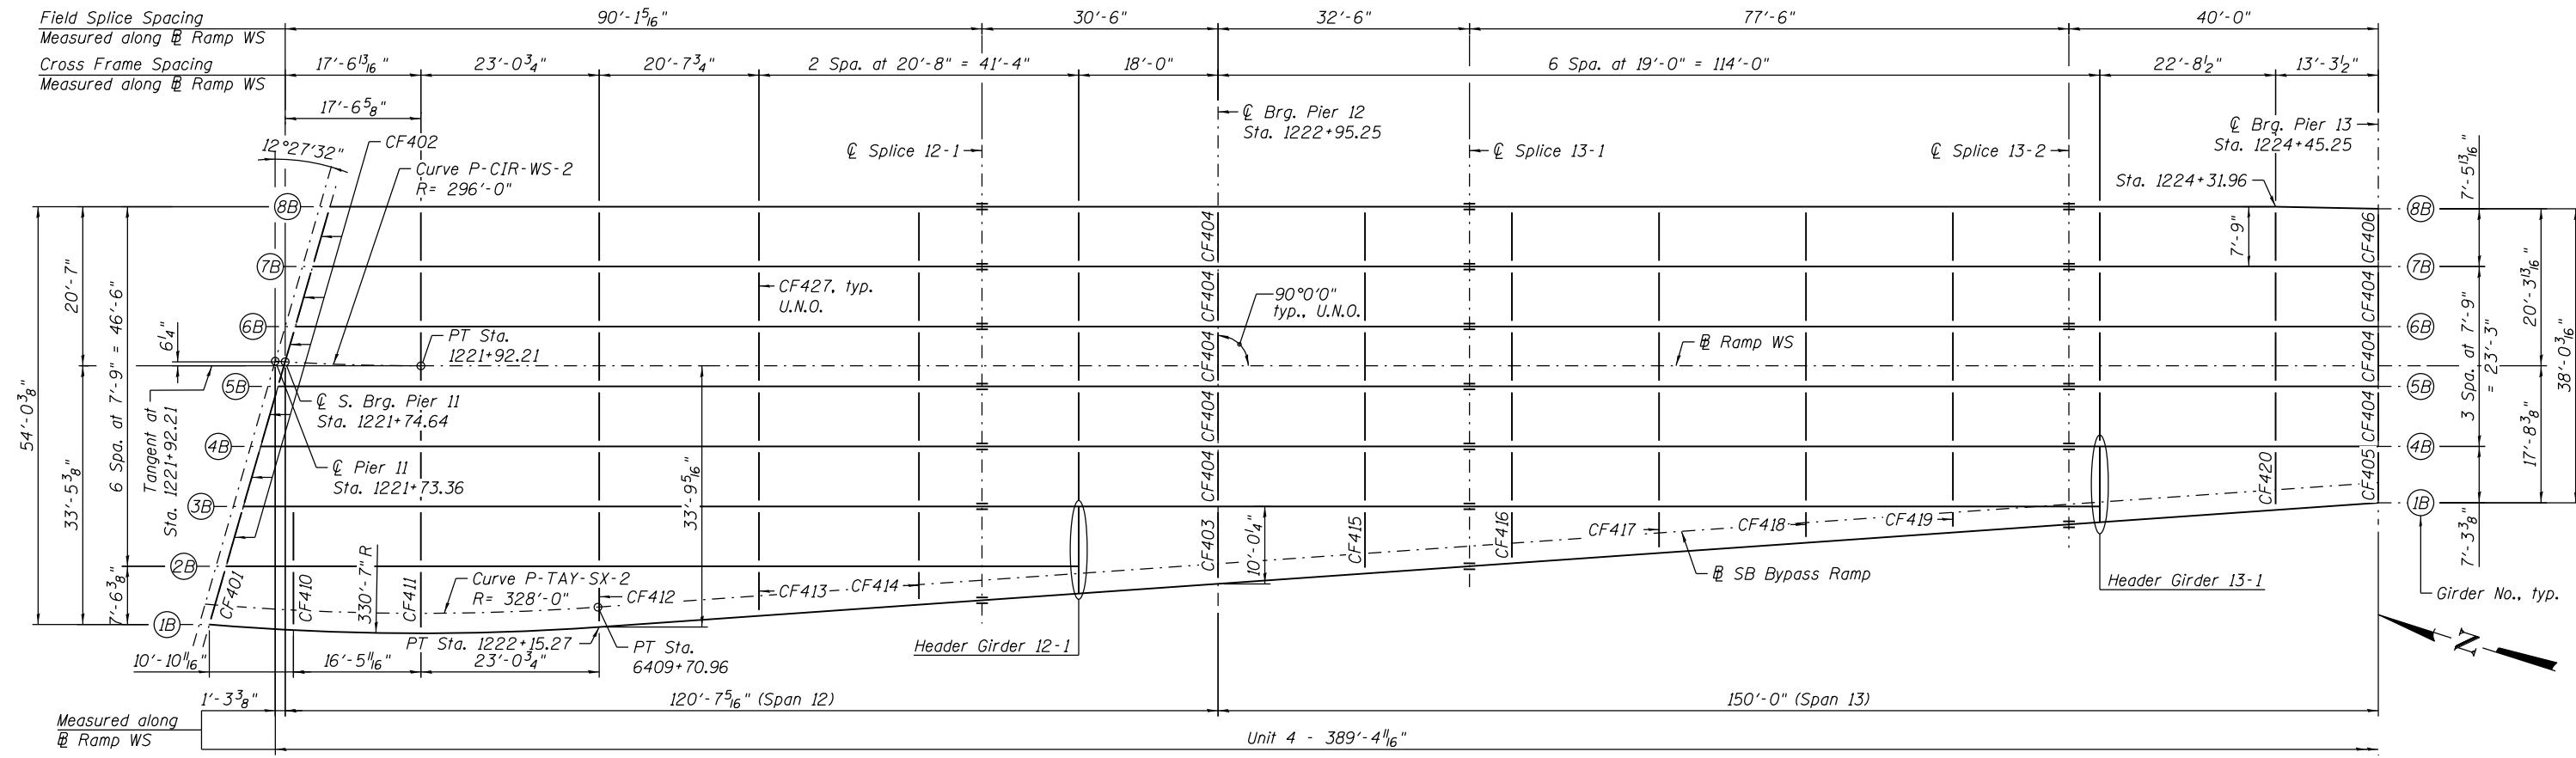 Field Splice Spacing
Measured along ℄ Ramp WS
90'-1 5/16"
30'-6"
32'-6"
77'-6"
40'-0"
Cross Frame Spacing
Measured along ℄ Ramp WS
17'-6 13/16"
23'-0 3/4"
20'-7 3/4"
2 Spa. at 20'-8" = 41'-4"
18'-0"
6 Spa. at 19'-0" = 114'-0"
22'-8 1/2"
13'-3 1/2"
17'-6 5/8"
12°27'32"
CF402
Curve P-CIR-WS-2
R= 296'-0"
℄ Splice 12-1
℄ Brg. Pier 12
Sta. 1222+95.25
℄ Splice 13-1
℄ Splice 13-2
℄ Brg. Pier 13
Sta. 1224+45.25
Sta. 1224+31.96
7'-5 13/16"
8B
7B
6B
5B
4B
3B
2B
1B
54'-0 3/8"
20'-7"
33'-5 3/8"
6 Spa. at 7'-9" = 46'-6"
7'-6 3/8"
6 1/4"
Tangent at
Sta. 1221+92.21
CF427, typ.
U.N.O.
PT Sta.
1221+92.21
℄ S. Brg. Pier 11
Sta. 1221+74.64
℄ Pier 11
Sta. 1221+73.36
90°0'0"
typ., U.N.O.
℄ Ramp WS
CF404
CF404
CF404
CF404
CF404
CF403
10'-0 1/4"
33'-9 5/16"
CF401
CF410
330'-7" R
CF411
Curve P-TAY-SX-2
R= 328'-0"
CF412
CF413
CF414
CF415
CF416
CF417
CF418
CF419
CF420
℄ SB Bypass Ramp
7'-9"
CF406
CF404
CF404
CF404
CF405
8B
7B
6B
5B
4B
1B
3 Spa. at 7'-9"
= 23'-3"
7'-3 3/8"
20'-3 13/16"
17'-8 3/8"
38'-0 3/16"
Header Girder 13-1
Girder No., typ.
PT Sta. 1222+15.27
PT Sta.
6409+70.96
Header Girder 12-1
10'-10 11/16"
16'-5 11/16"
23'-0 3/4"
N
1'-3 3/8"
120'-7 5/16" (Span 12)
150'-0" (Span 13)
Measured along
℄ Ramp WS
Unit 4 - 389'-4 11/16"